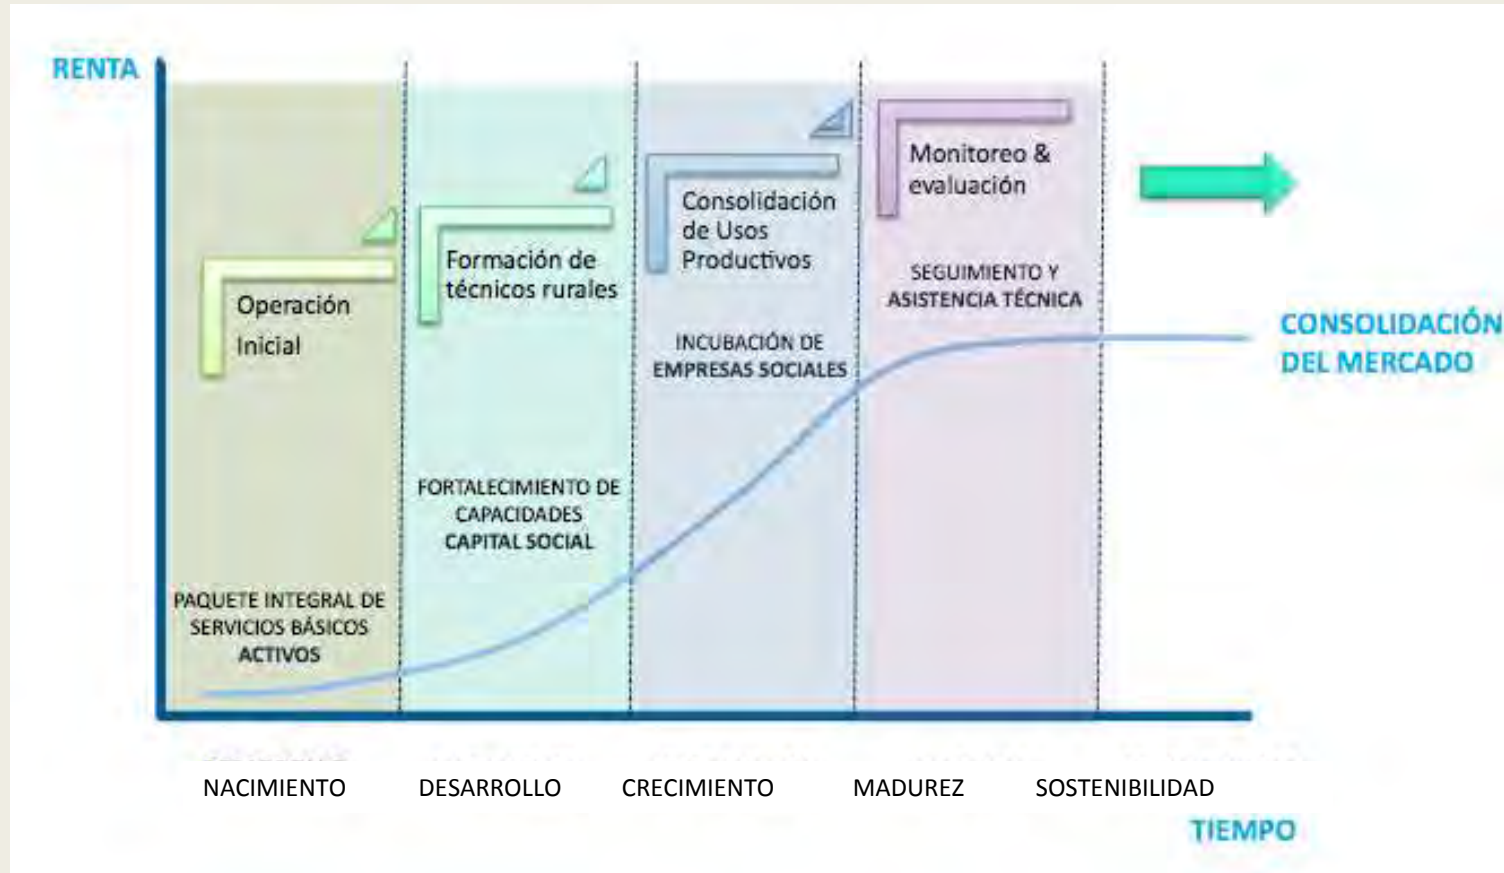 RENTA
Operación
Inicial
PAQUETE INTEGRAL DE
SERVICIOS BÁSICOS
ACTIVOS
Formación de
técnicos rurales
FORTALECIMIENTO DE
CAPACIDADES
CAPITAL SOCIAL
Consolidación
de Usos
Productivos
INCUBACIÓN DE
EMPRESAS SOCIALES
Monitoreo &
evaluación
SEGUIMIENTO Y
ASISTENCIA TÉCNICA
CONSOLIDACIÓN
DEL MERCADO
NACIMIENTO
DESARROLLO
CRECIMIENTO
MADUREZ
SOSTENIBILIDAD
TIEMPO